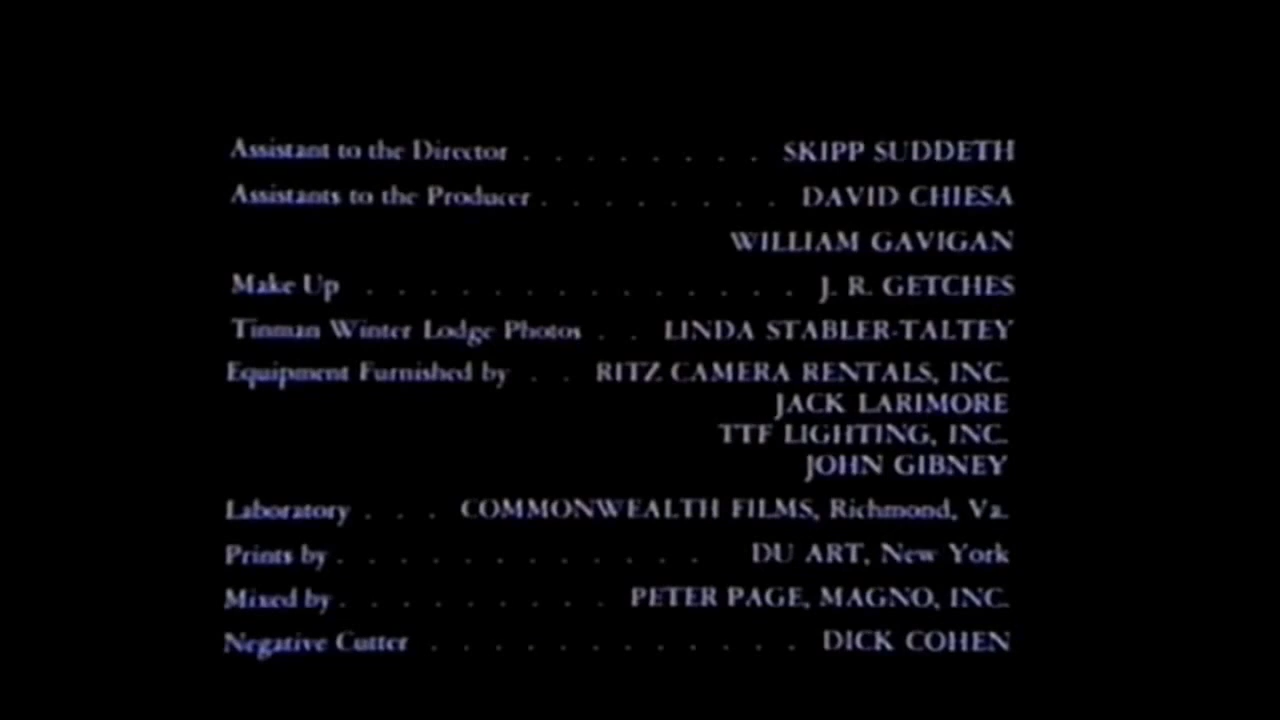 Assistant to the Director . . . . . . . . SKIPP SUDDETH
Assistants to the Producer . . . . . . . . DAVID CHIESA
WILLIAM GAVIGAN
Make Up . . . . . . . . . . . . . . J. R. GETCHES
Tinman Winter Lodge Photos . . LINDA STABLER-TALTEY
Equipment Furnished by . . RITZ CAMERA RENTALS, INC.
JACK LARIMORE
TTF LIGHTING, INC.
JOHN GIBNEY
Laboratory . . . COMMONWEALTH FILMS, Richmond, Va.
Prints by . . . . . . . . . . . . DU ART, New York
Mixed by . . . . . . . . . PETER PAGE, MAGNO, INC.
Negative Cutter . . . . . . . . . . . . DICK COHEN